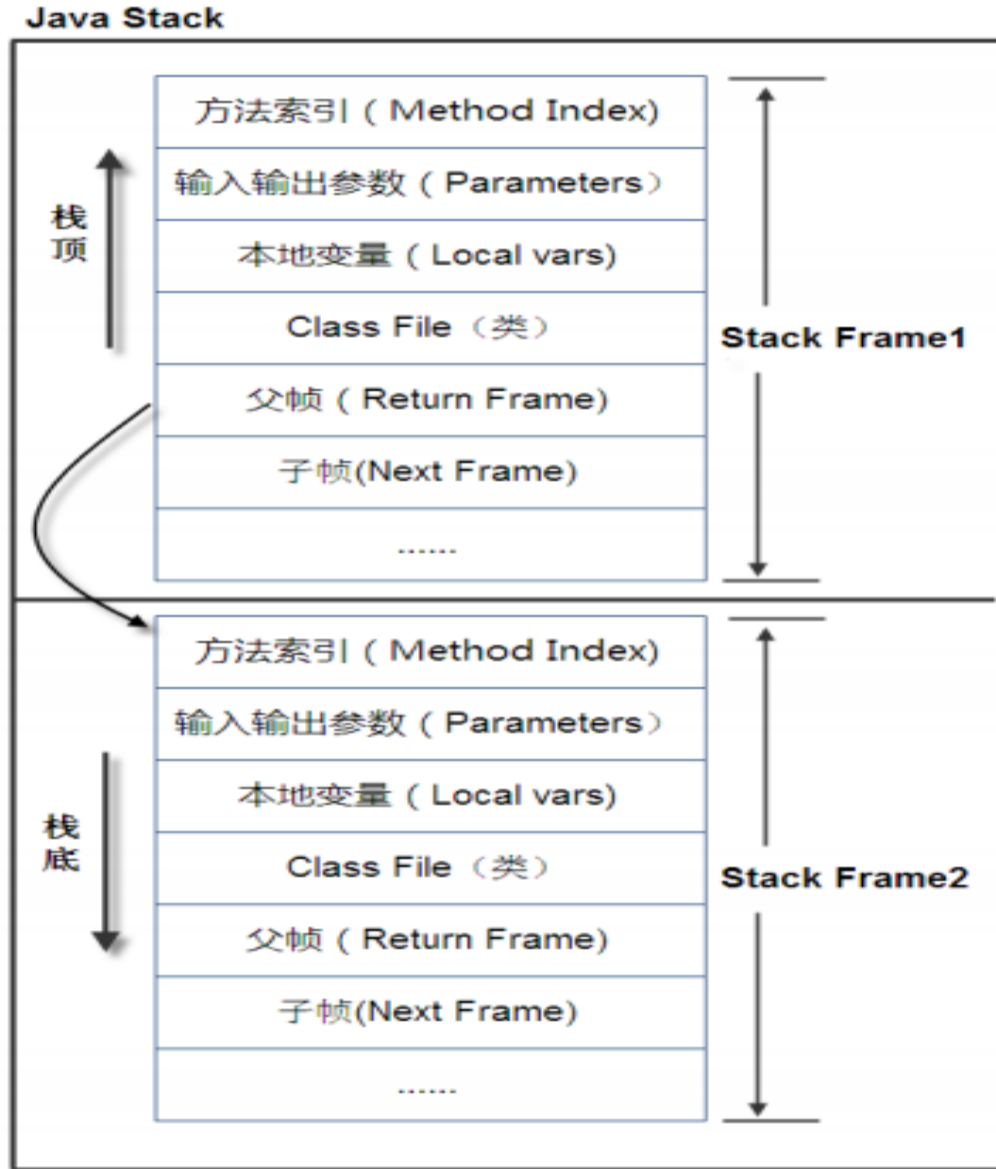 Java Stack
方法索引 ( Method Index)
输入输出参数 ( Parameters）
栈
顶
本地变量 ( Local vars)
Class File （类）
Stack Frame1
父帧 ( Return Frame)
子帧(Next Frame)
......
方法索引 ( Method Index)
输入输出参数 ( Parameters）
本地变量 ( Local vars)
栈
底
Class File （类）
Stack Frame2
父帧 ( Return Frame)
子帧(Next Frame)
......